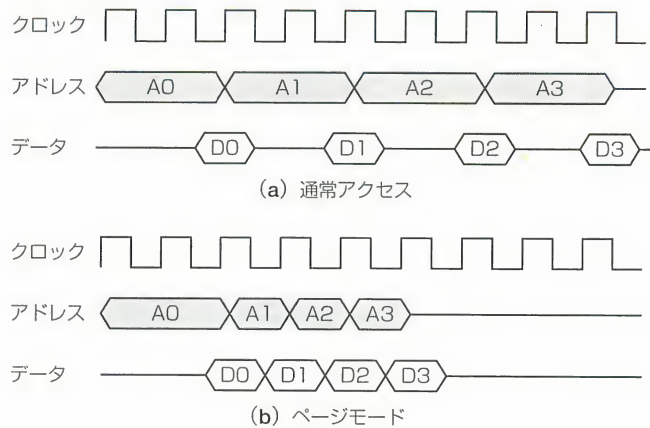 クロック
アドレス A0 A1 A2 A3
データ D0 D1 D2 D3
(a) 通常アクセス
クロック
アドレス A0 A1 A2 A3
データ D0 D1 D2 D3
(b) ページモード